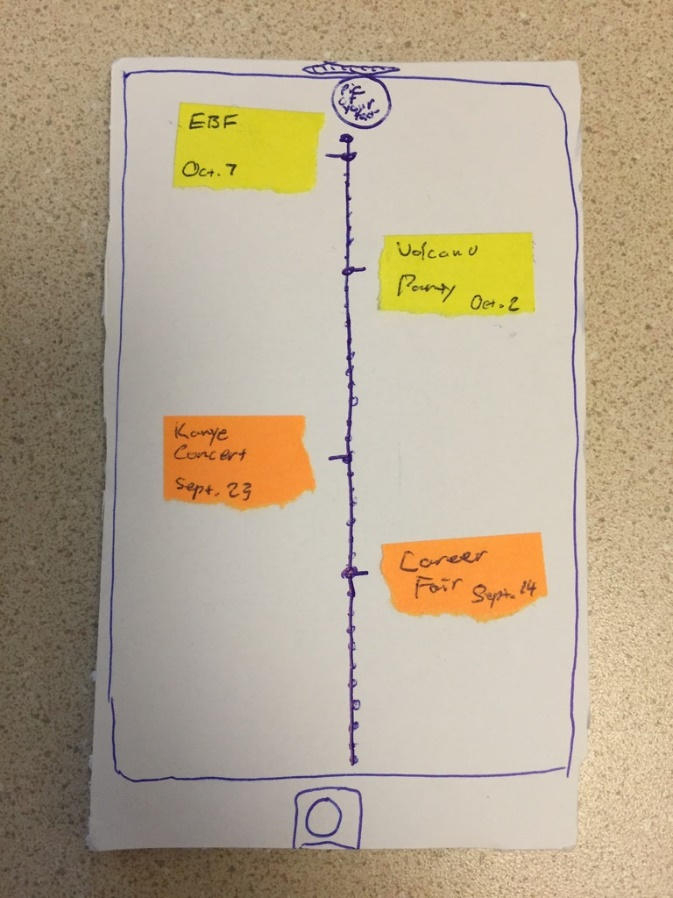 EBF
Oct. 7
Volcano
Party
Oct. 2
Kanye
Concert
Sept. 23
Career
Fair
Sept. 14